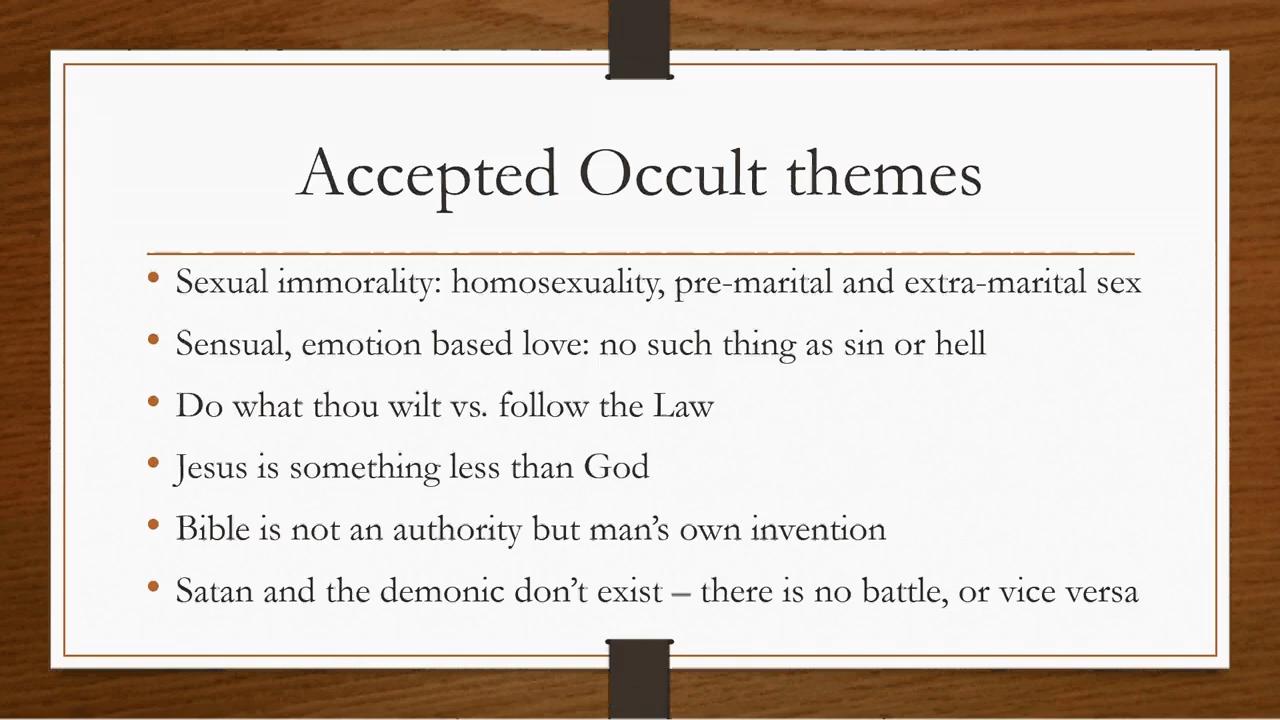 Accepted Occult themes
• Sexual immorality: homosexuality, pre-marital and extra-marital sex
• Sensual, emotion based love: no such thing as sin or hell
• Do what thou wilt vs. follow the Law
• Jesus is something less than God
• Bible is not an authority but man’s own invention
• Satan and the demonic don’t exist – there is no battle, or vice versa